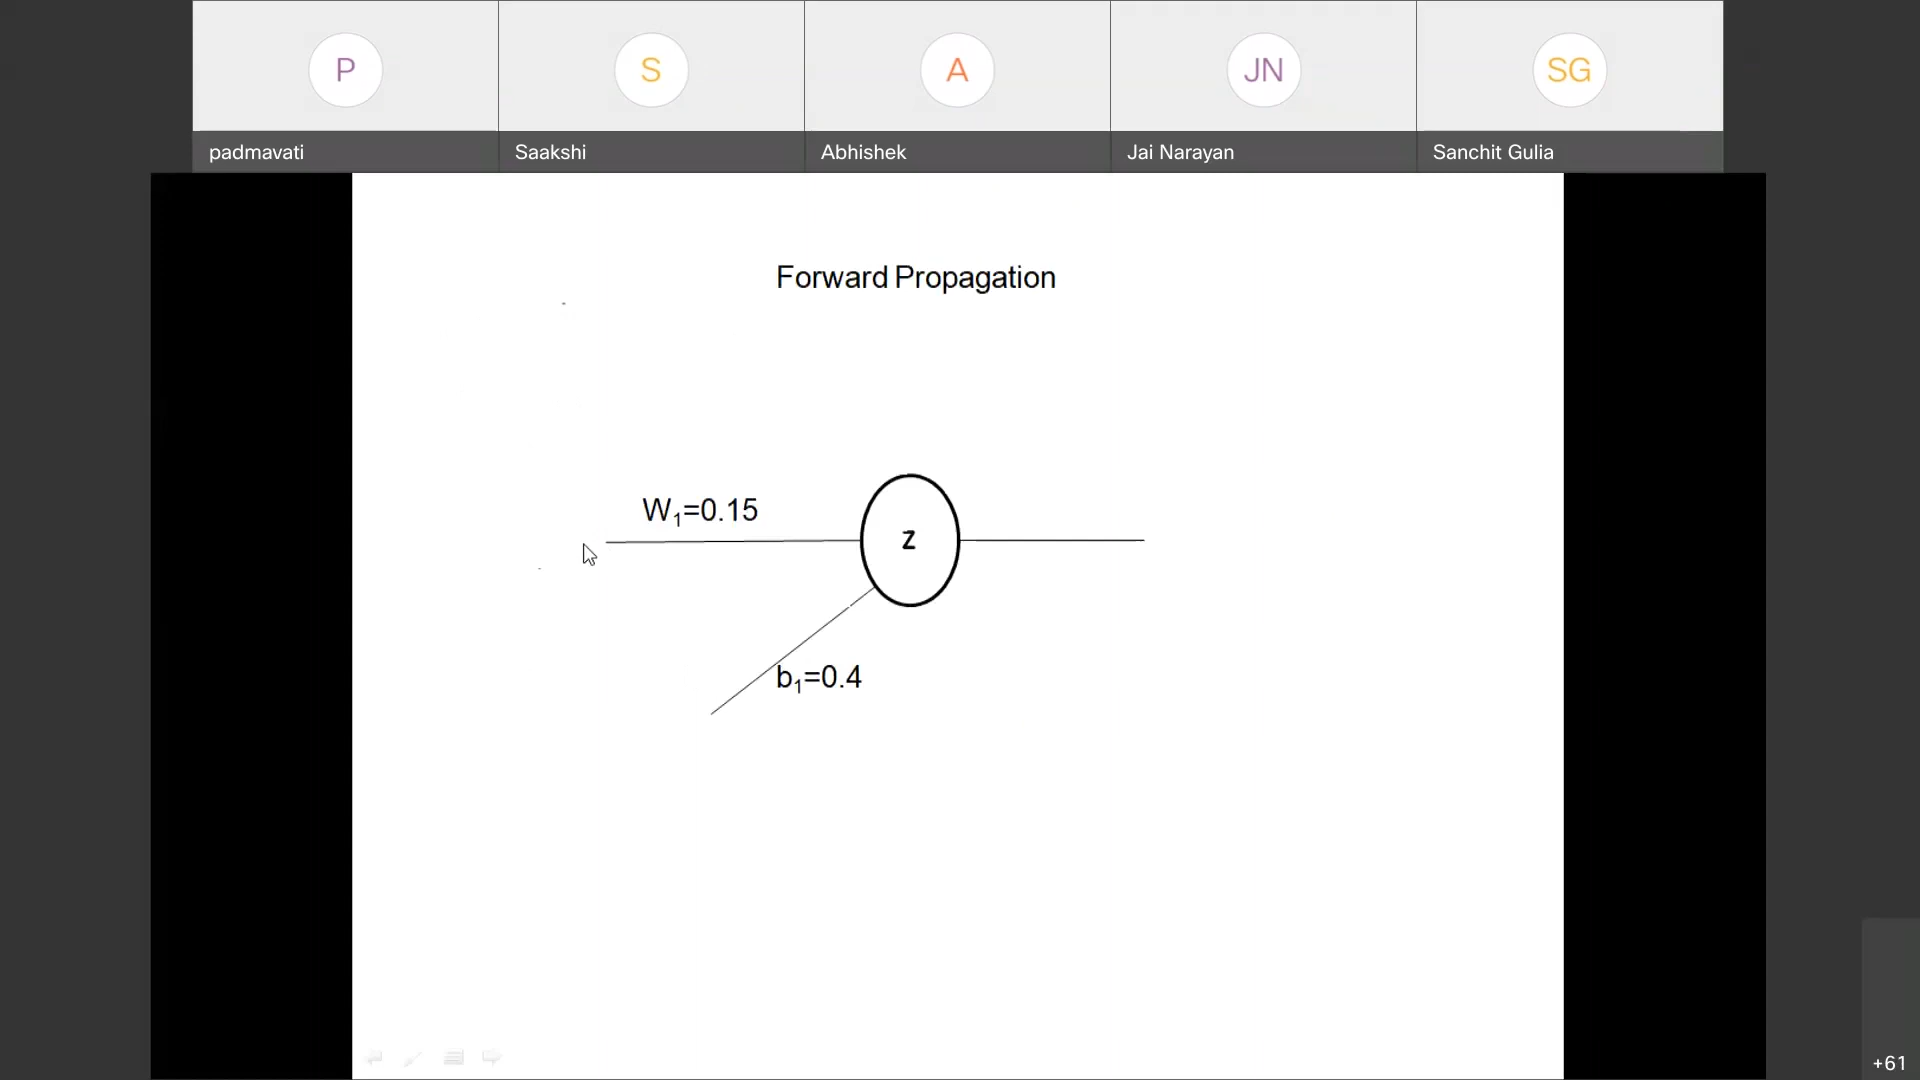 P
S
A
JN
SG
padmavati
Saakshi
Abhishek
Jai Narayan
Sanchit Gulia
Forward Propagation
W₁=0.15
z
b₁=0.4
+61